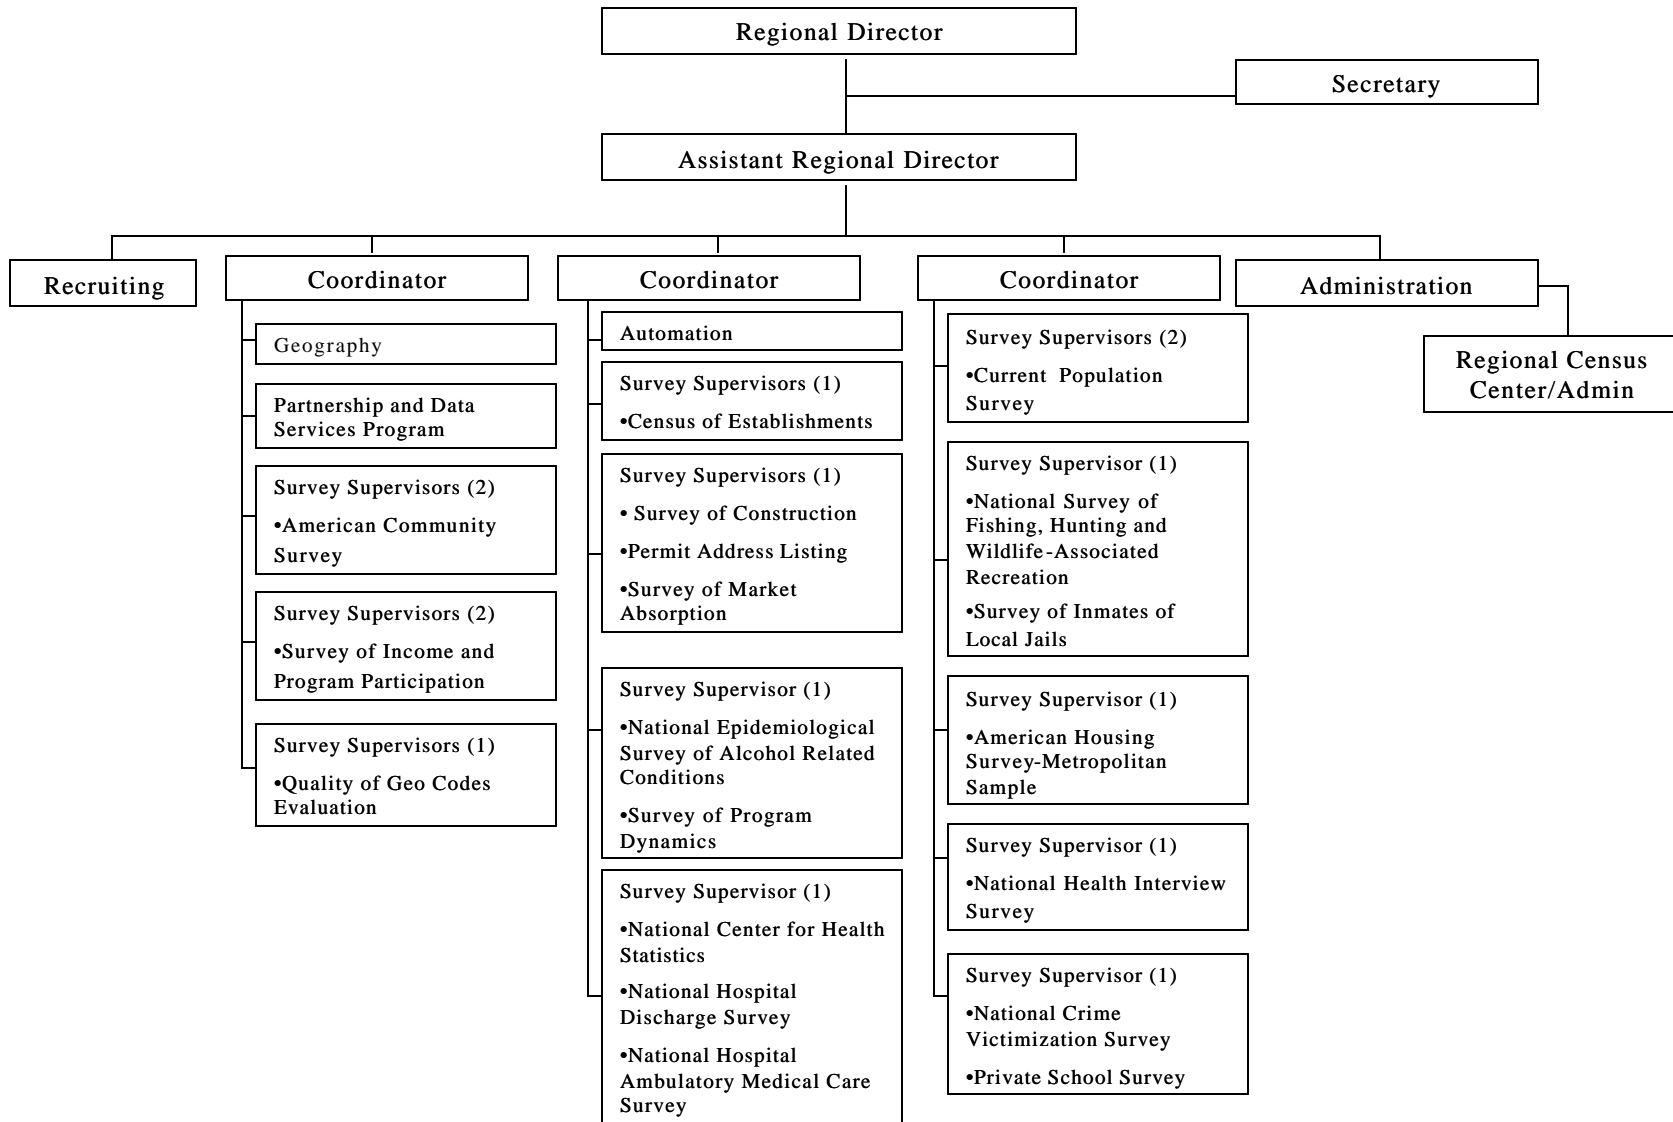 Regional Director
Secretary
Assistant Regional Director
Recruiting
Coordinator
Geography
Partnership and Data
Services Program
Survey Supervisors (2)
•American Community
Survey
Survey Supervisors (2)
•Survey of Income and
Program Participation
Survey Supervisors (1)
•Quality of Geo Codes
Evaluation
Coordinator
Automation
Survey Supervisors (1)
•Census of Establishments
Survey Supervisors (1)
• Survey of Construction
•Permit Address Listing
•Survey of Market
Absorption
Survey Supervisor (1)
•National Epidemiological
Survey of Alcohol Related
Conditions
•Survey of Program
Dynamics
Survey Supervisor (1)
•National Center for Health
Statistics
•National Hospital
Discharge Survey
•National Hospital
Ambulatory Medical Care
Survey
Coordinator
Survey Supervisors (2)
•Current Population
Survey
Survey Supervisor (1)
•National Survey of
Fishing, Hunting and
Wildlife-Associated
Recreation
•Survey of Inmates of
Local Jails
Survey Supervisor (1)
•American Housing
Survey-Metropolitan
Sample
Survey Supervisor (1)
•National Health Interview
Survey
Survey Supervisor (1)
•National Crime
Victimization Survey
•Private School Survey
Administration
Regional Census
Center/Admin